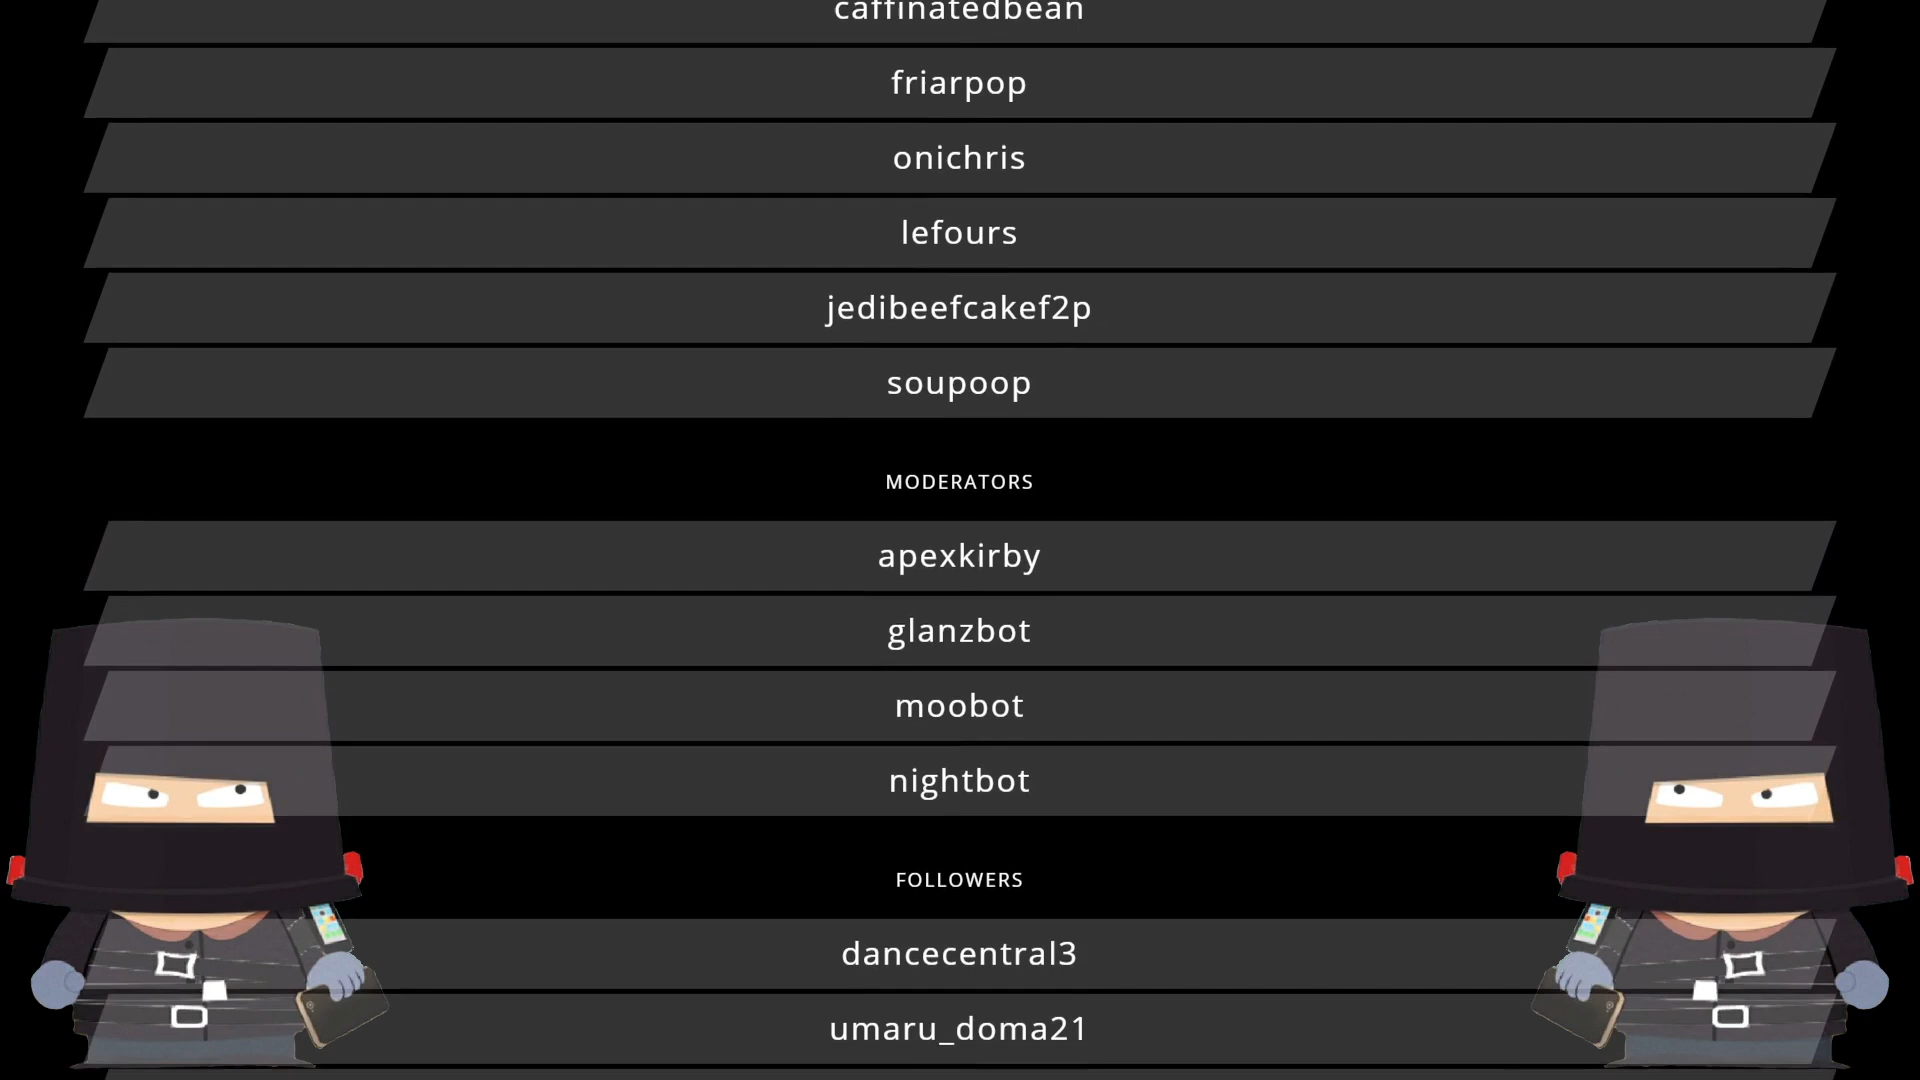 caffinatedbean
friarpop
onichris
lefours
jedibeefcakef2p
soupoop
MODERATORS
apexkirby
glanzbot
moobot
nightbot
FOLLOWERS
dancecentral3
umaru_doma21